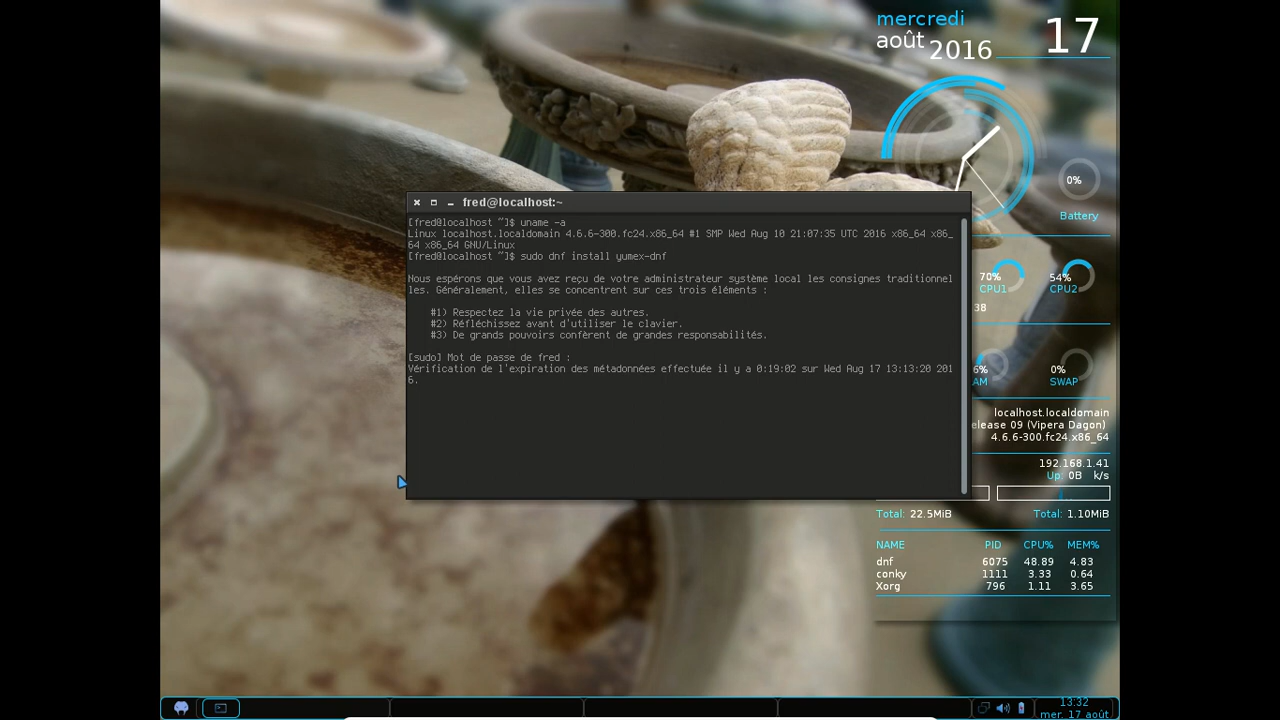 mercredi
17
août 2016
0%
Battery
fred@localhost:~
[fred@localhost ~]$ uname -a
Linux localhost.localdomain 4.6.6-300.fc24.x86_64 #1 SMP Wed Aug 10 21:07:35 UTC 2016 x86_64 x86_
64 x86_64 GNU/Linux
[fred@localhost ~]$ sudo dnf install yumex-dnf
Nous espérons que vous avez reçu de votre administrateur système local les consignes traditionnel
les. Généralement, elles se concentrent sur ces trois éléments :
#1) Respectez la vie privée des autres.
#2) Réfléchissez avant d'utiliser le clavier.
#3) De grands pouvoirs confèrent de grandes responsabilités.
[sudo] Mot de passe de fred :
Vérification de l'expiration des métadonnées effectuée il y a 0:19:02 sur Wed Aug 17 13:13:20 201
6.
70% 54%
CPU1 CPU2
38
6% 0%
AM SWAP
localhost.localdomain
elease 09 (Vipera Dagon)
4.6.6-300.fc24.x86_64
192.168.1.41
Up: 0B k/s
Total: 22.5MiB Total: 1.10MiB
NAME PID CPU% MEM%
dnf 6075 48.89 4.83
conky 1111 3.33 0.64
Xorg 796 1.11 3.65
13:32
mer. 17 août